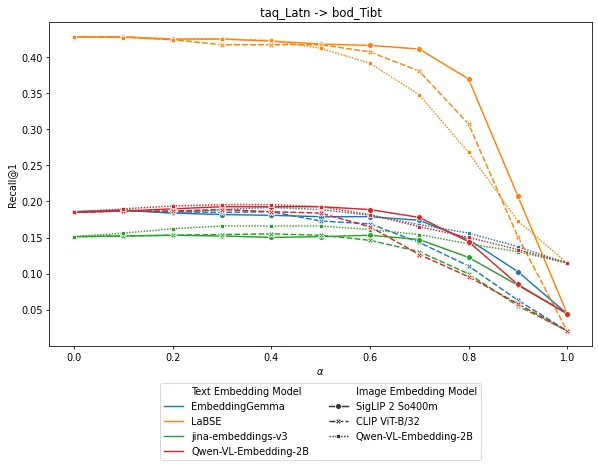 taq_Latn -> bod_Tibt
Recall@1
0.40
0.35
0.30
0.25
0.20
0.15
0.10
0.05
0.0 0.2 0.4 0.6 0.8 1.0
α
Text Embedding Model
EmbeddingGemma
LaBSE
jina-embeddings-v3
Qwen-VL-Embedding-2B
Image Embedding Model
SigLIP 2 So400m
CLIP ViT-B/32
Qwen-VL-Embedding-2B